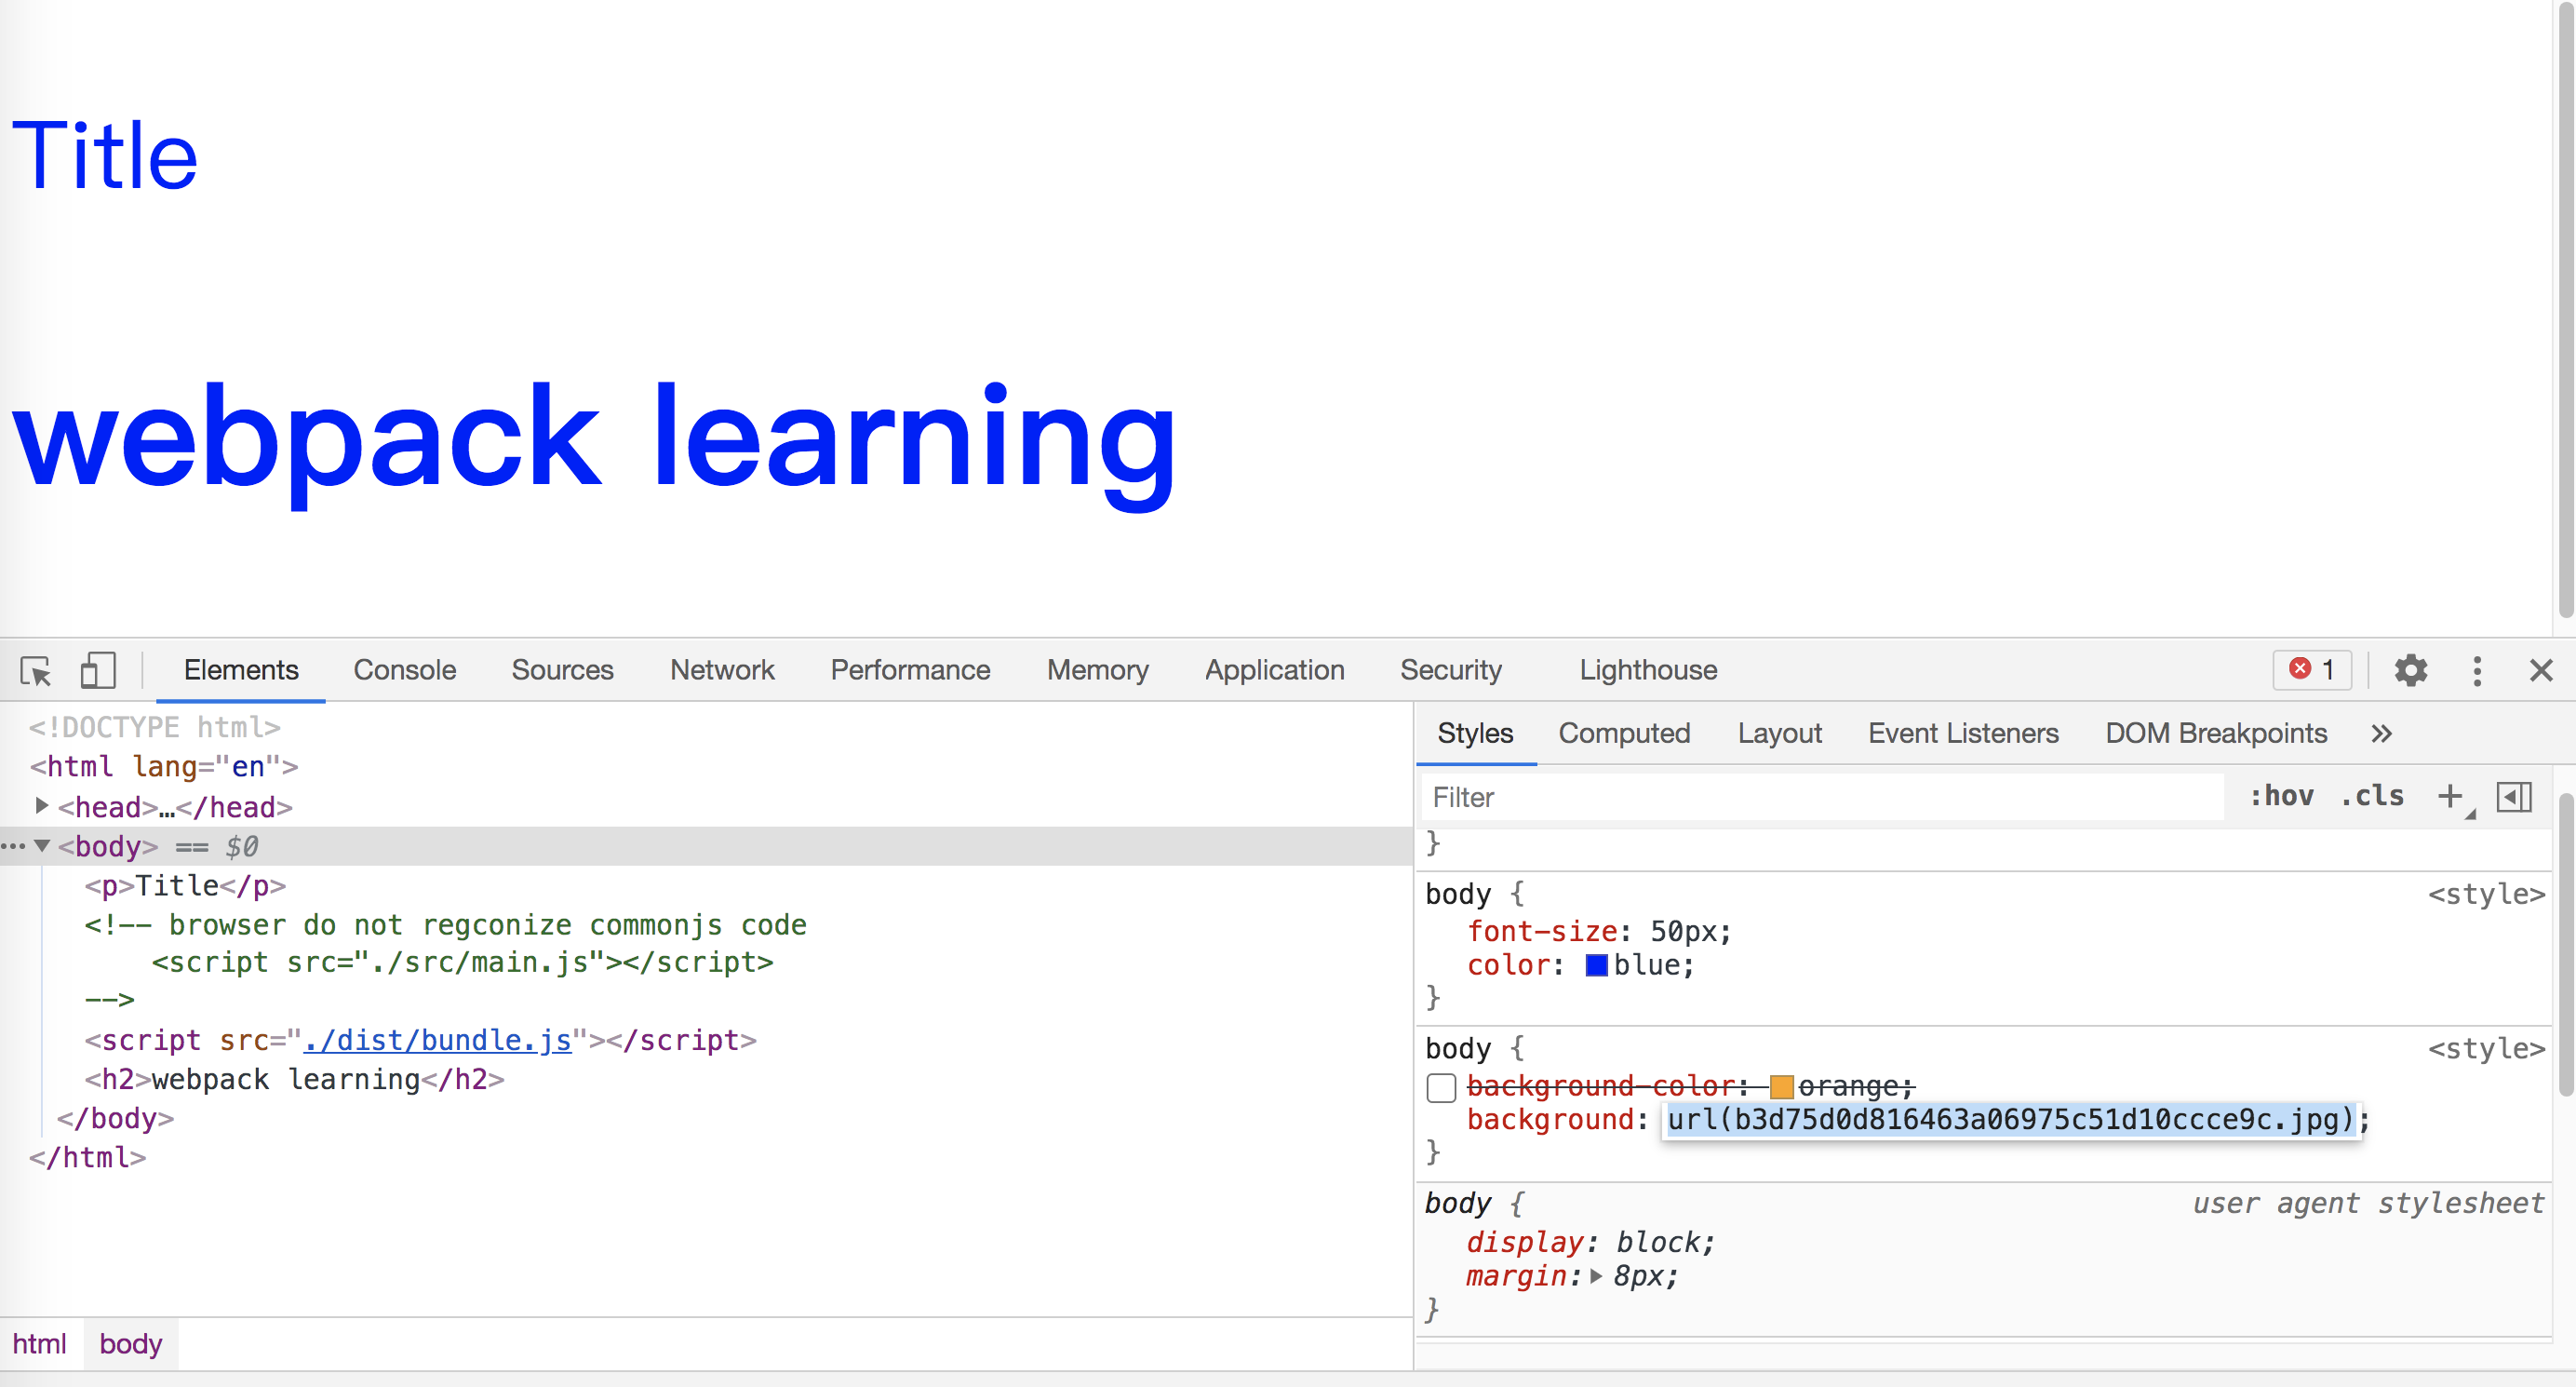 Title
webpack learning
Elements Console Sources Network Performance Memory Application Security Lighthouse 1
<!DOCTYPE html>
<html lang="en">
<head>…</head>
<body> == $0
<p>Title</p>
<!-- browser do not regconize commonjs code
<script src="./src/main.js"></script>
-->
<script src="./dist/bundle.js"></script>
<h2>webpack learning</h2>
</body>
</html>
html body
Styles Computed Layout Event Listeners DOM Breakpoints »
Filter :hov .cls +
}
body { <style>
font-size: 50px;
color: blue;
}
body { <style>
background-color: orange;
background: url(b3d75d0d816463a06975c51d10ccce9c.jpg);
}
body { user agent stylesheet
display: block;
margin: 8px;
}